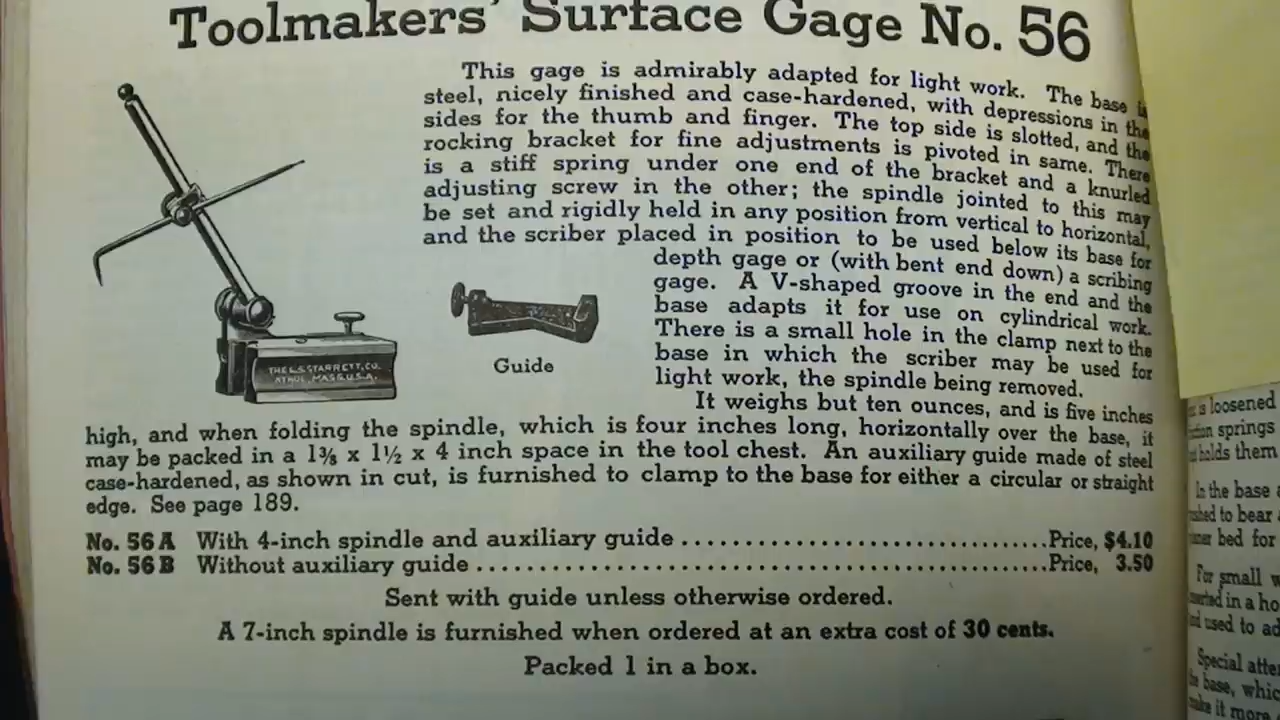 Toolmakers' Surface Gage No. 56
This gage is admirably adapted for light work. The base is
steel, nicely finished and case-hardened, with depressions in the
sides for the thumb and finger. The top side is slotted, and the
rocking bracket for fine adjustments is pivoted in same. There
is a stiff spring under one end of the bracket and a knurled
adjusting screw in the other; the spindle jointed to this may
be set and rigidly held in any position from vertical to horizontal,
and the scriber placed in position to be used below its base for
depth gage or (with bent end down) a scribing
gage. A V-shaped groove in the end and the
base adapts it for use on cylindrical work.
There is a small hole in the clamp next to the
base in which the scriber may be used for
light work, the spindle being removed.
THE L.S. STARRETT, CO.
ATHOL, MASS. U.S.A.
Guide
It weighs but ten ounces, and is five inches
high, and when folding the spindle, which is four inches long, horizontally over the base, it
may be packed in a 1⅜ x 1½ x 4 inch space in the tool chest. An auxiliary guide made of steel
case-hardened, as shown in cut, is furnished to clamp to the base for either a circular or straight
edge. See page 189.
No. 56 A With 4-inch spindle and auxiliary guide ................................Price, $4.10
No. 56 B Without auxiliary guide ..................................................Price, 3.50
Sent with guide unless otherwise ordered.
A 7-inch spindle is furnished when ordered at an extra cost of 30 cents.
Packed 1 in a box.
is loosened
springs
holds them
In the base
to bear
bed for
For small
in a ho
used to ad
Special atte
base, whic
make it more